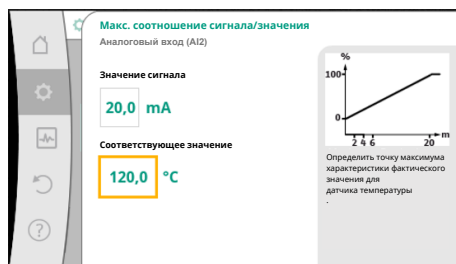 Макс. соотношение сигнала/значения
Аналоговый вход (AI2)
Значение сигнала
20,0 mA
Соответствующее значение
120,0 °C
%
100
0
2 4 6 20
m
Определить точку максимума
характеристики фактического
значения для
датчика температуры
.
?